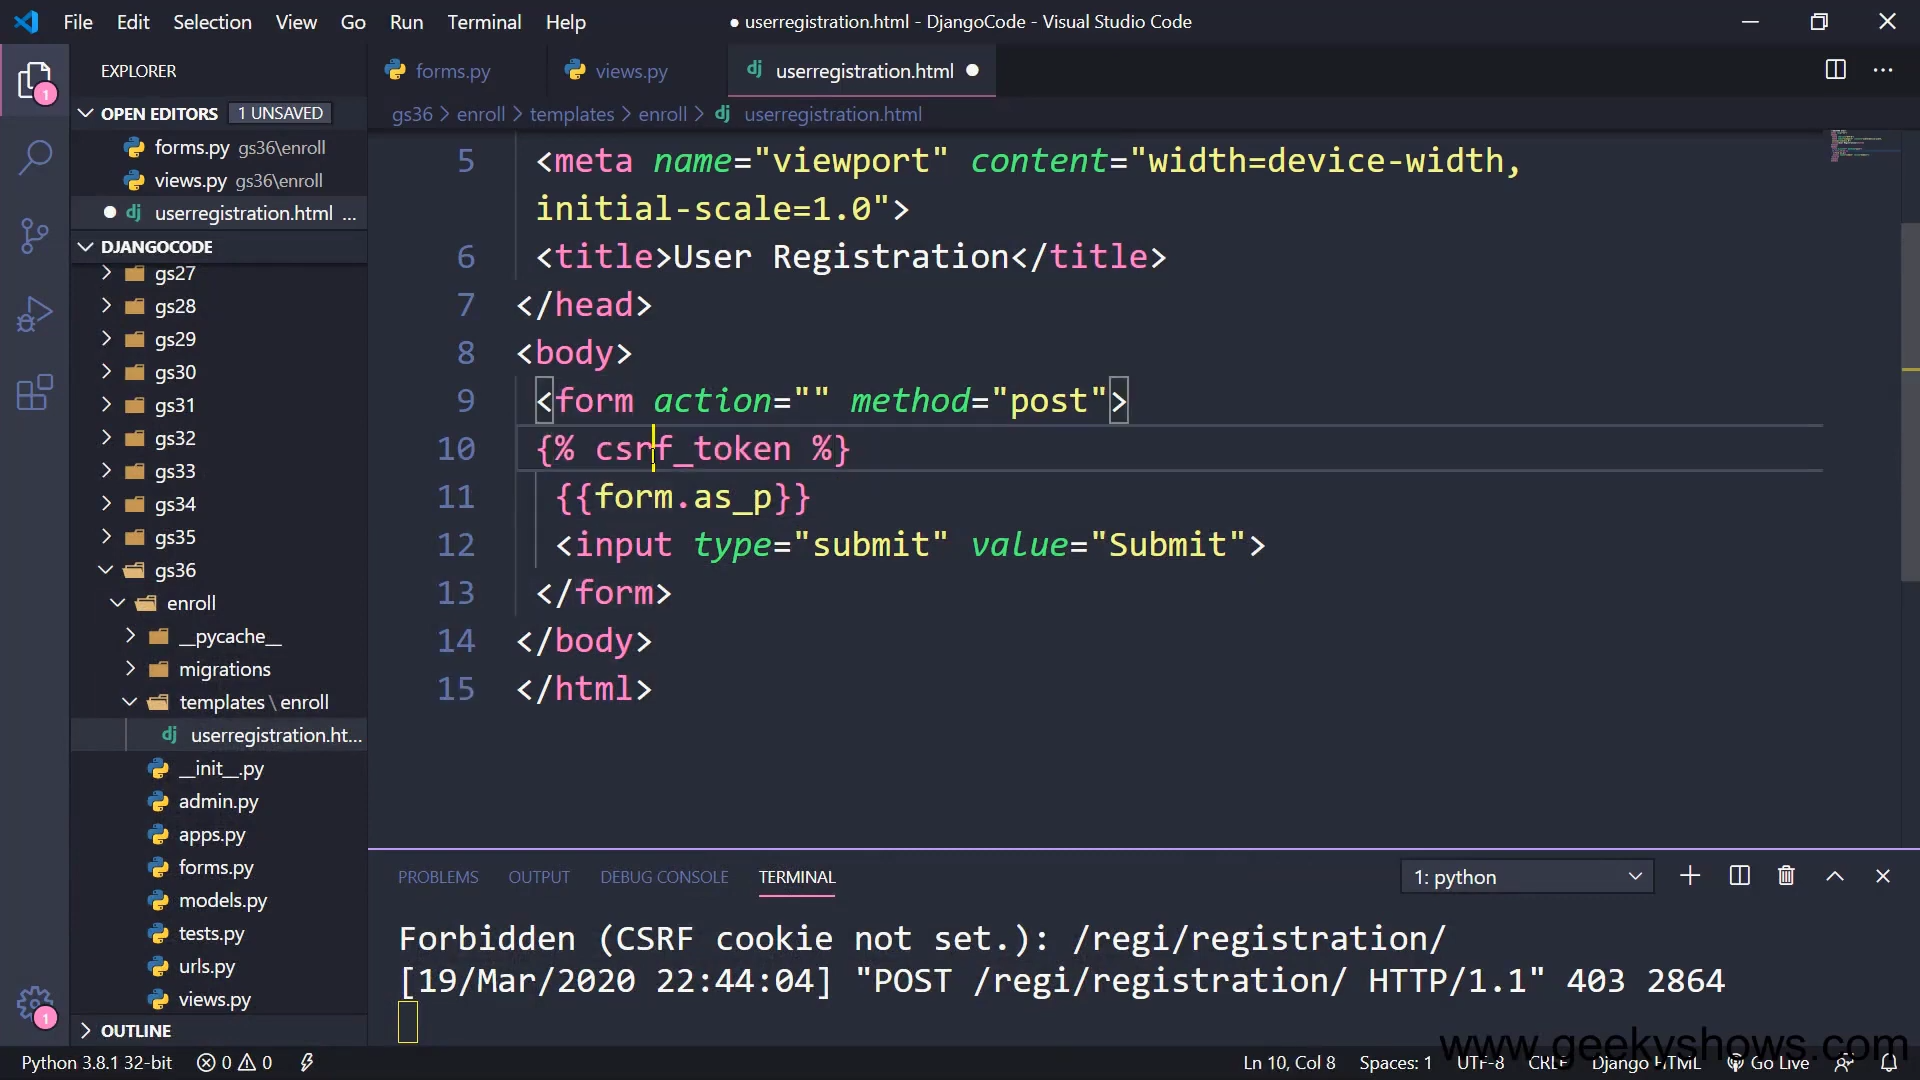 File Edit Selection View Go Run Terminal Help
● userregistration.html - DjangoCode - Visual Studio Code
EXPLORER
OPEN EDITORS 1 UNSAVED
forms.py gs36\enroll
views.py gs36\enroll
userregistration.html ...
DJANGOCODE
gs27
gs28
gs29
gs30
gs31
gs32
gs33
gs34
gs35
gs36
enroll
__pycache__
migrations
templates \ enroll
userregistration.ht...
__init__.py
admin.py
apps.py
forms.py
models.py
tests.py
urls.py
views.py
OUTLINE
1
1
forms.py views.py dj userregistration.html
gs36 > enroll > templates > enroll > dj userregistration.html
5 <meta name="viewport" content="width=device-width,
initial-scale=1.0">
6 <title>User Registration</title>
7 </head>
8 <body>
9 <form action="" method="post">
10 {% csrf_token %}
11 {{form.as_p}}
12 <input type="submit" value="Submit">
13 </form>
14 </body>
15 </html>
PROBLEMS OUTPUT DEBUG CONSOLE TERMINAL 1: python
Forbidden (CSRF cookie not set.): /regi/registration/
[19/Mar/2020 22:44:04] "POST /regi/registration/ HTTP/1.1" 403 2864
www.geekyshows.com
Python 3.8.1 32-bit 0 0 Ln 10, Col 8 Spaces: 1 UTF-8 CRLF Django HTML Go Live